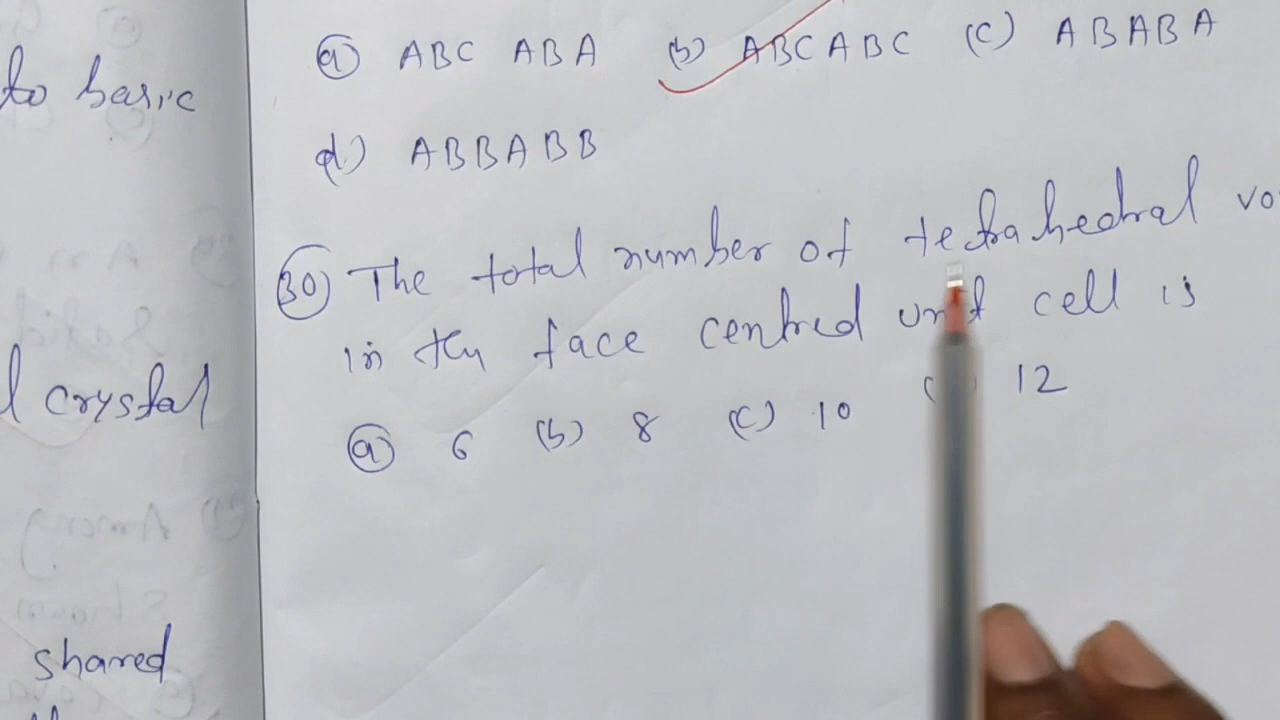 to basic
l crystal
shared
(a) ABC ABA (b) ABCABC (c) ABABA
(d) ABBABB
(30) The total number of tetrahedral vo
in the face centred unit cell is
(a) 6 (b) 8 (c) 10 ( 12